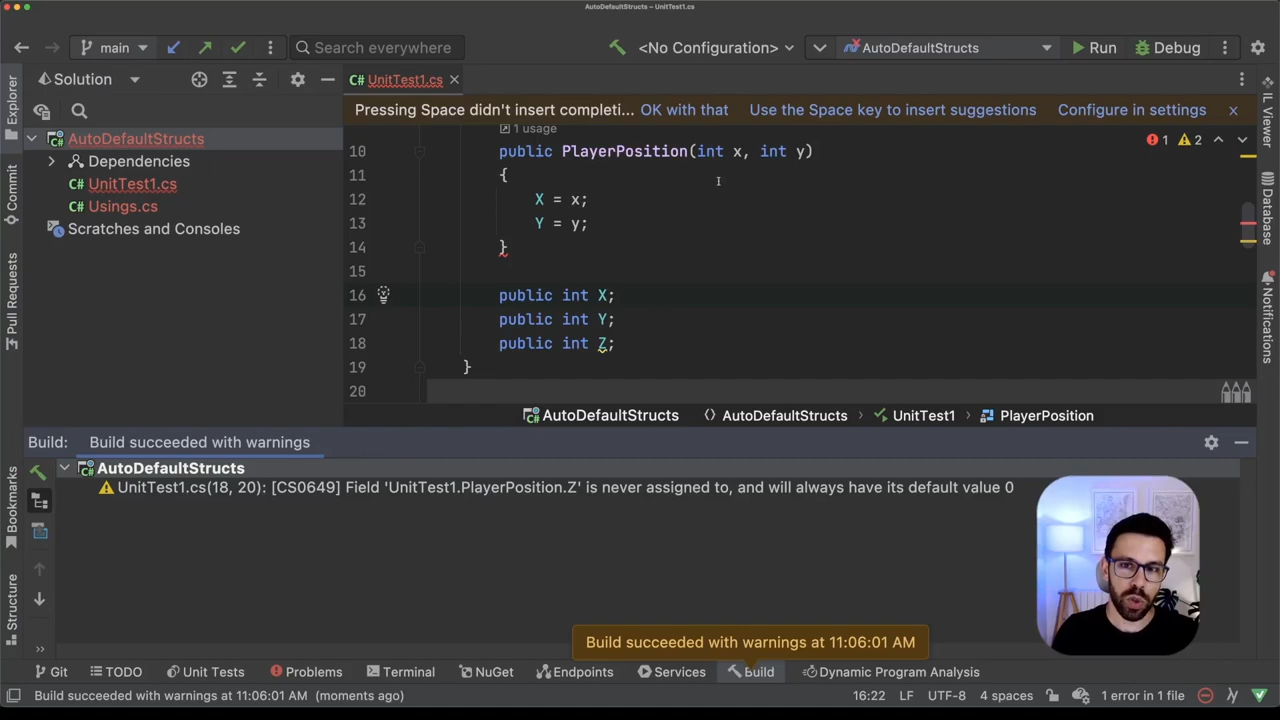 AutoDefaultStructs – UnitTest1.cs
main
Search everywhere
<No Configuration>
AutoDefaultStructs
Run
Debug
Explorer
Commit
Pull Requests
Bookmarks
Structure
Solution
AutoDefaultStructs
Dependencies
C# UnitTest1.cs
C# Usings.cs
Scratches and Consoles
C# UnitTest1.cs
Pressing Space didn't insert completi... OK with that Use the Space key to insert suggestions Configure in settings
1 usage
1 2
10 public PlayerPosition(int x, int y)
11 {
12 X = x;
13 Y = y;
14 }
15
16 public int X;
17 public int Y;
18 public int Z;
19 }
20
AutoDefaultStructs AutoDefaultStructs UnitTest1 PlayerPosition
IL Viewer
Database
Notifications
Build: Build succeeded with warnings
AutoDefaultStructs
UnitTest1.cs(18, 20): [CS0649] Field 'UnitTest1.PlayerPosition.Z' is never assigned to, and will always have its default value 0
Build succeeded with warnings at 11:06:01 AM
Git TODO Unit Tests Problems Terminal NuGet Endpoints Services Build Dynamic Program Analysis
Build succeeded with warnings at 11:06:01 AM (moments ago) 16:22 LF UTF-8 4 spaces 1 error in 1 file